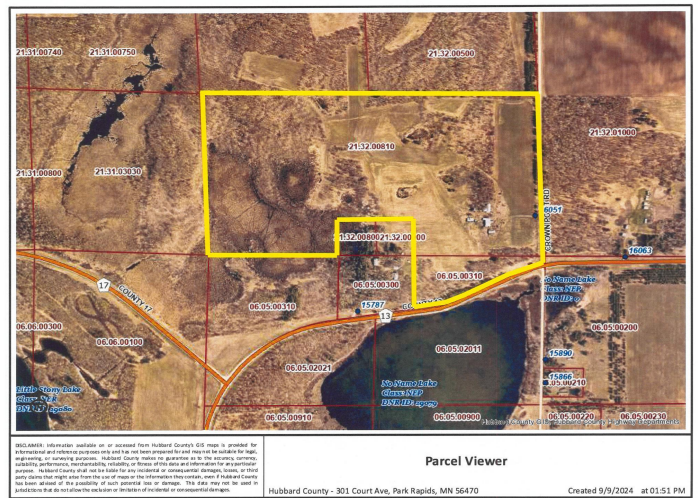 21.31.00740
21.31.00750
21.32.00500
21.31.00800
21.31.03030
21.32.00810
21.32.01000
6051
21.32.00800
16063
17
COUNTY 17
06.05.00310
06.05.00300
06.05.00310
15787
13
No Name Lake
Class: NEP
06.06.00300
06.06.00100
06.05.02021
06.05.02011
06.05.00200
15890
15866
Little Stony Lake
No Name Lake
Class: NEP
06.05.00910
06.05.00900
06.05.00220
06.05.00230
DISCLAIMER: Information available on or accessed from Hubbard County's GIS maps is provided for
informational and reference purposes only and has not been prepared for and may not be suitable for legal,
engineering, or surveying purposes. Hubbard County makes no guarantee as to the accuracy, currency,
suitability, performance, merchantability, reliability, or fitness of this data and information for any particular
purpose. Hubbard County shall not be liable for any incidental or consequential damages, losses, or third
party claims that might arise from the use of maps or the information they contain, even if Hubbard County
has been advised of the possibility of such potential loss or damage. This data may not be used in
jurisdictions that do not allow the exclusion or limitation of incidental or consequential damages.
Parcel Viewer
Hubbard County - 301 Court Ave, Park Rapids, MN 56470
Created 9/9/2024 at 01:51 PM